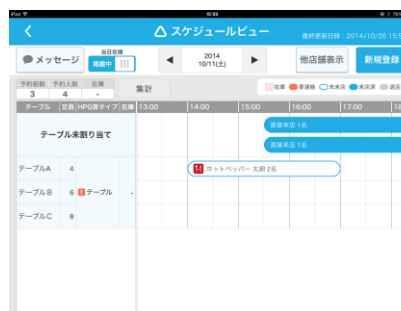 iPad 15:56
スケジュールビュー
最終更新日時：2014/10/26 15:5
メッセージ
当日在庫
掲載中
2014
10/11(土)
他店舗表示
新規登録
予約組数 予約人数 在庫
3 4 -
集計
在庫 要連絡 未来店 来店済 退店
テーブル 定員 HPG席タイプ 在庫 13:00 14:00 15:00 16:00 17:00 18
テーブル未割り当て
直接来店 1名
直接来店 1名
テーブルA 4
ホットペッパー 太朗 2名
テーブルB 6 テーブル -
テーブルC 8